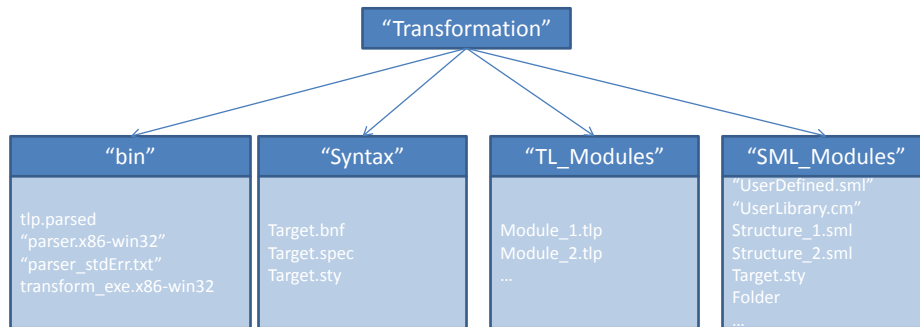 “Transformation”
“bin”
tlp.parsed
“parser.x86-win32”
“parser_stdErr.txt”
transform_exe.x86-win32
“Syntax”
Target.bnf
Target.spec
Target.sty
“TL_Modules”
Module_1.tlp
Module_2.tlp
...
“SML_Modules”
“UserDefined.sml”
“UserLibrary.cm”
Structure_1.sml
Structure_2.sml
Target.sty
Folder
...